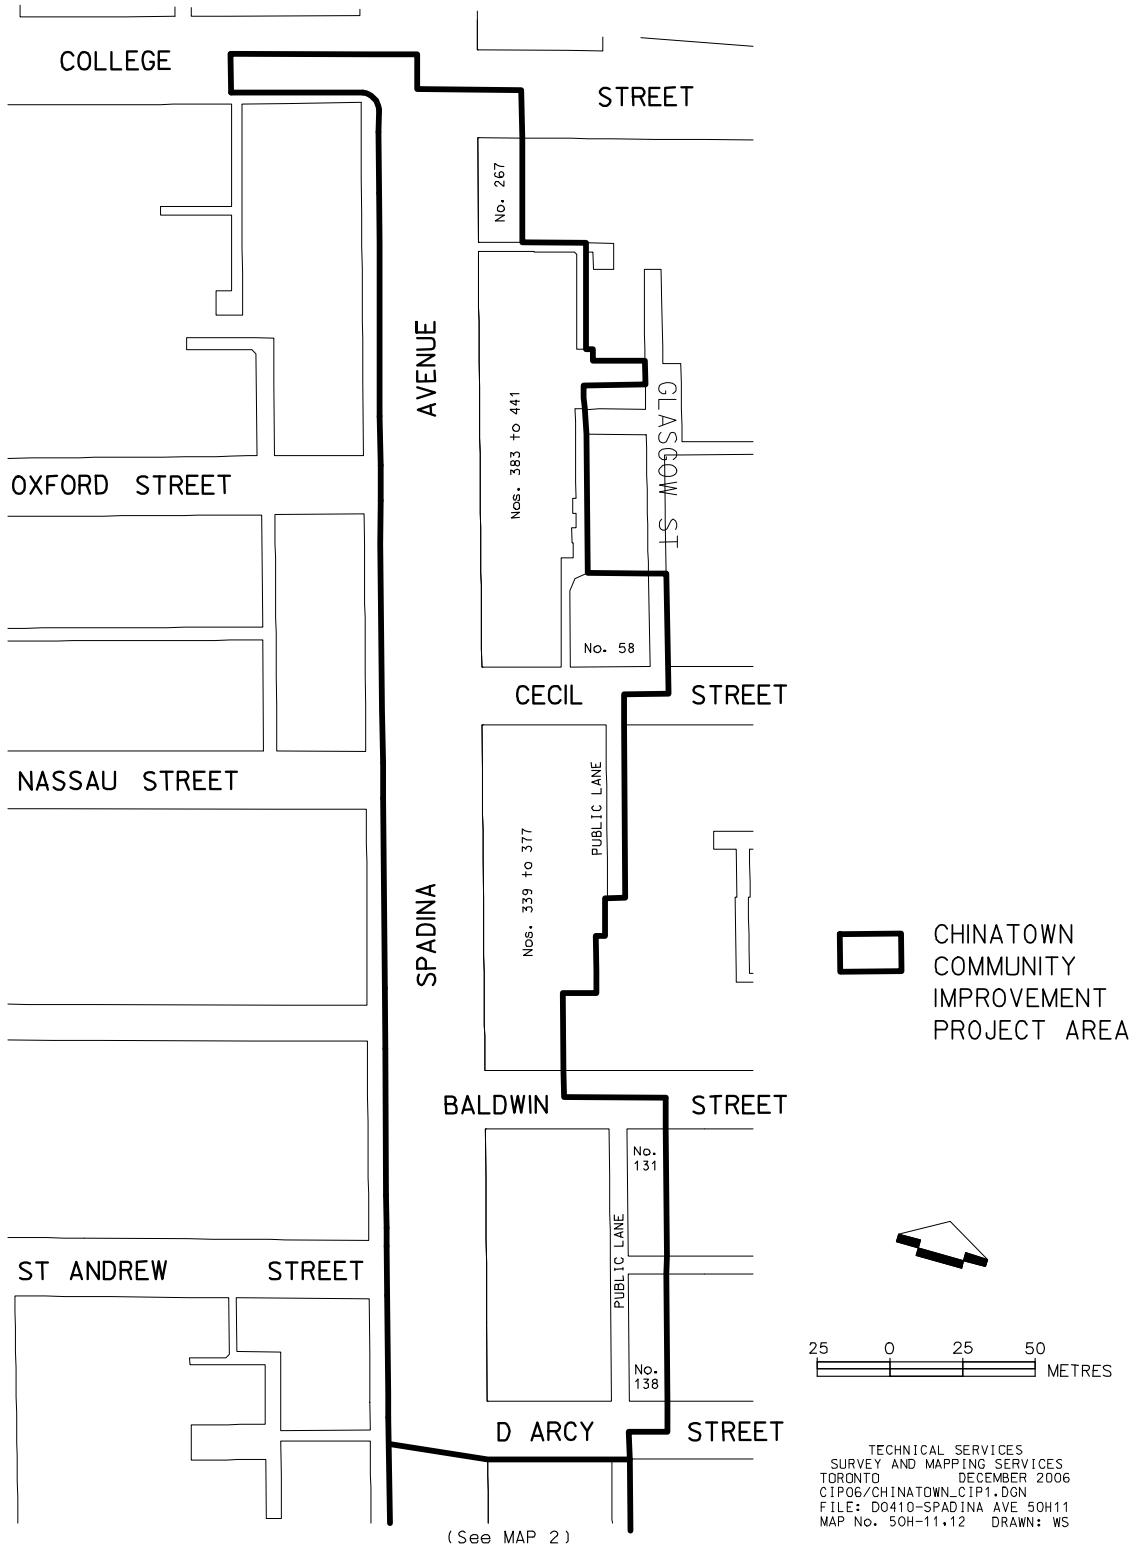 COLLEGE
STREET
No. 267
AVENUE
Nos. 383 to 441
GLASGOW ST
OXFORD STREET
No. 58
CECIL
STREET
NASSAU STREET
PUBLIC LANE
Nos. 339 to 377
SPADINA
CHINATOWN
COMMUNITY
IMPROVEMENT
PROJECT AREA
BALDWIN
STREET
No.
131
PUBLIC LANE
ST ANDREW
STREET
25 0 25 50
METRES
No.
138
D ARCY
STREET
TECHNICAL SERVICES
SURVEY AND MAPPING SERVICES
TORONTO DECEMBER 2006
CIP06/CHINATOWN_CIP1.DGN
FILE: D0410-SPADINA AVE 50H11
MAP No. 50H-11,12 DRAWN: WS
(See MAP 2)